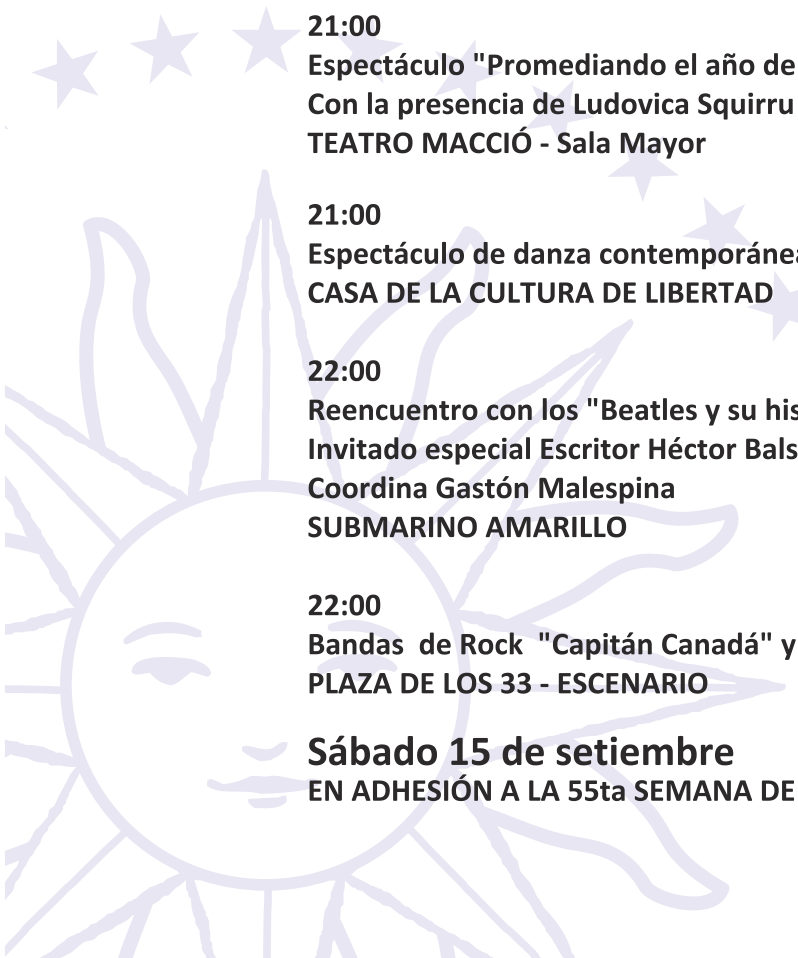 21:00
Espectáculo "Promediando el año de
Con la presencia de Ludovica Squirru
TEATRO MACCIÓ - Sala Mayor
21:00
Espectáculo de danza contemporánea
CASA DE LA CULTURA DE LIBERTAD
22:00
Reencuentro con los "Beatles y su his
Invitado especial Escritor Héctor Bals
Coordina Gastón Malespina
SUBMARINO AMARILLO
22:00
Bandas de Rock "Capitán Canadá" y
PLAZA DE LOS 33 - ESCENARIO
Sábado 15 de setiembre
EN ADHESIÓN A LA 55ta SEMANA DE